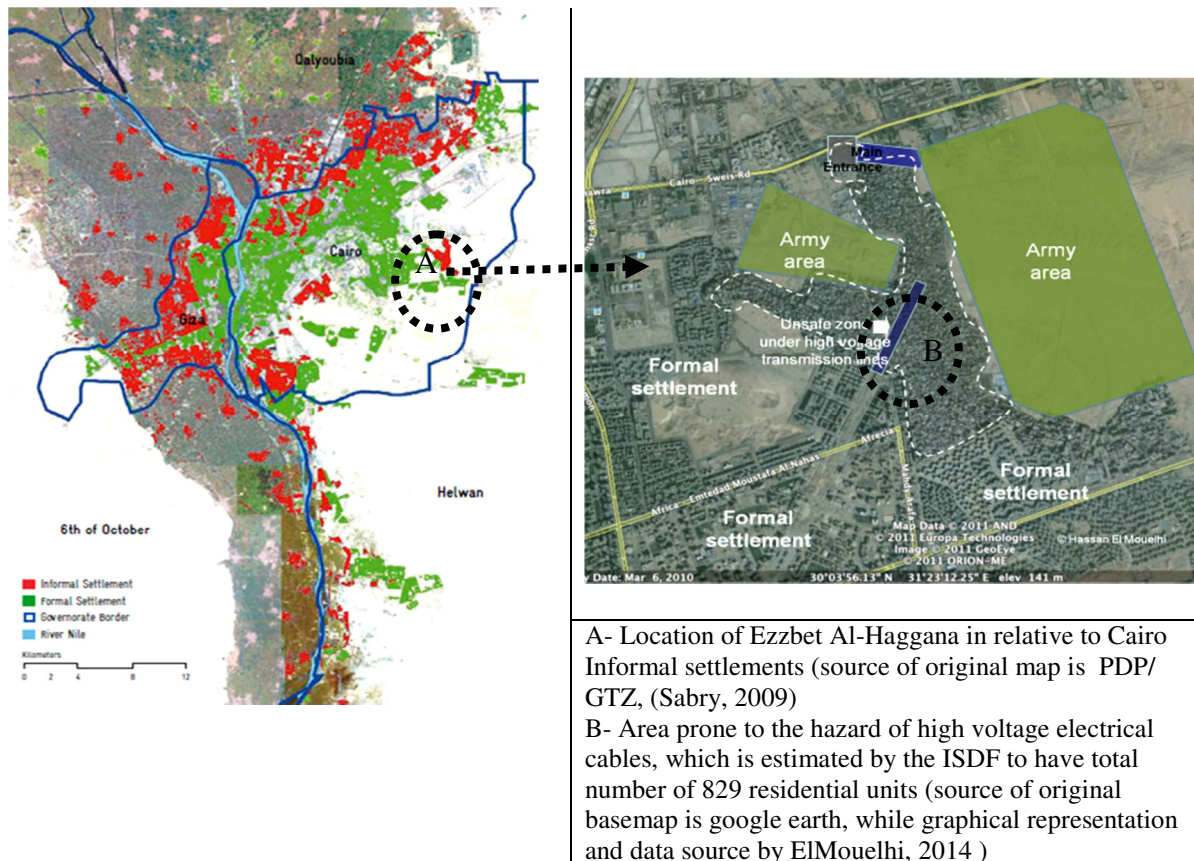 Qalyoubia
Cairo
A
Giza
Helwan
6th of October
Informal Settlement
Formal Settlement
Governorate Border
River Nile
Kilometers
0 2 4 8 12
Main
Entrance
Cairo - Sweis Rd
Army
area
Army
area
Unsafe zone
under high voltage
transmission lines
B
Formal
settlement
Africa Emtedad Moustafa Al Nahas Afrecia
Formal
settlement
Formal
settlement
Map Data © 2011 AND
© 2011 Europa Technologies
Image © 2011 GeoEye
© 2011 ORION-ME
© Hassan El Mouelhi
y Date: Mar 6, 2010 30°03'56.13" N 31°23'12.25" E elev 141 m
A- Location of Ezzbet Al-Haggana in relative to Cairo
Informal settlements (source of original map is PDP/
GTZ, (Sabry, 2009)
B- Area prone to the hazard of high voltage electrical
cables, which is estimated by the ISDF to have total
number of 829 residential units (source of original
basemap is google earth, while graphical representation
and data source by ElMouelhi, 2014 )